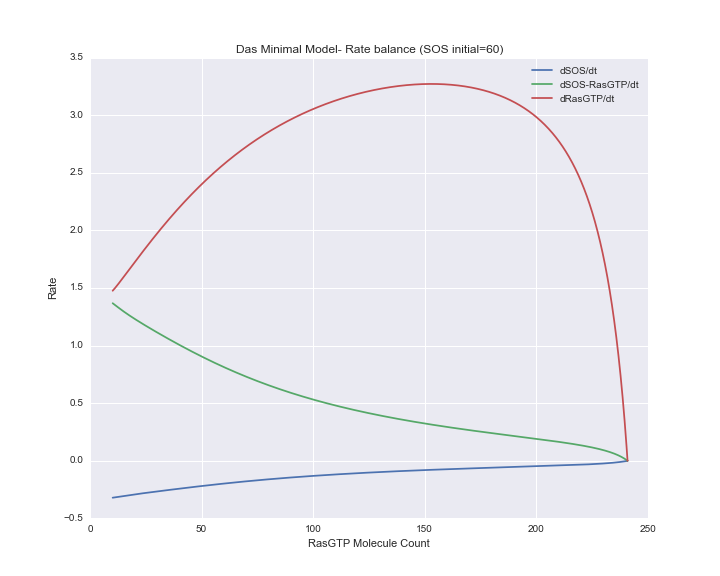 Das Minimal Model- Rate balance (SOS initial=60)
3.5
3.0
2.5
2.0
1.5
1.0
0.5
0.0
−0.5
Rate
dSOS/dt
dSOS-RasGTP/dt
dRasGTP/dt
0 50 100 150 200 250
RasGTP Molecule Count